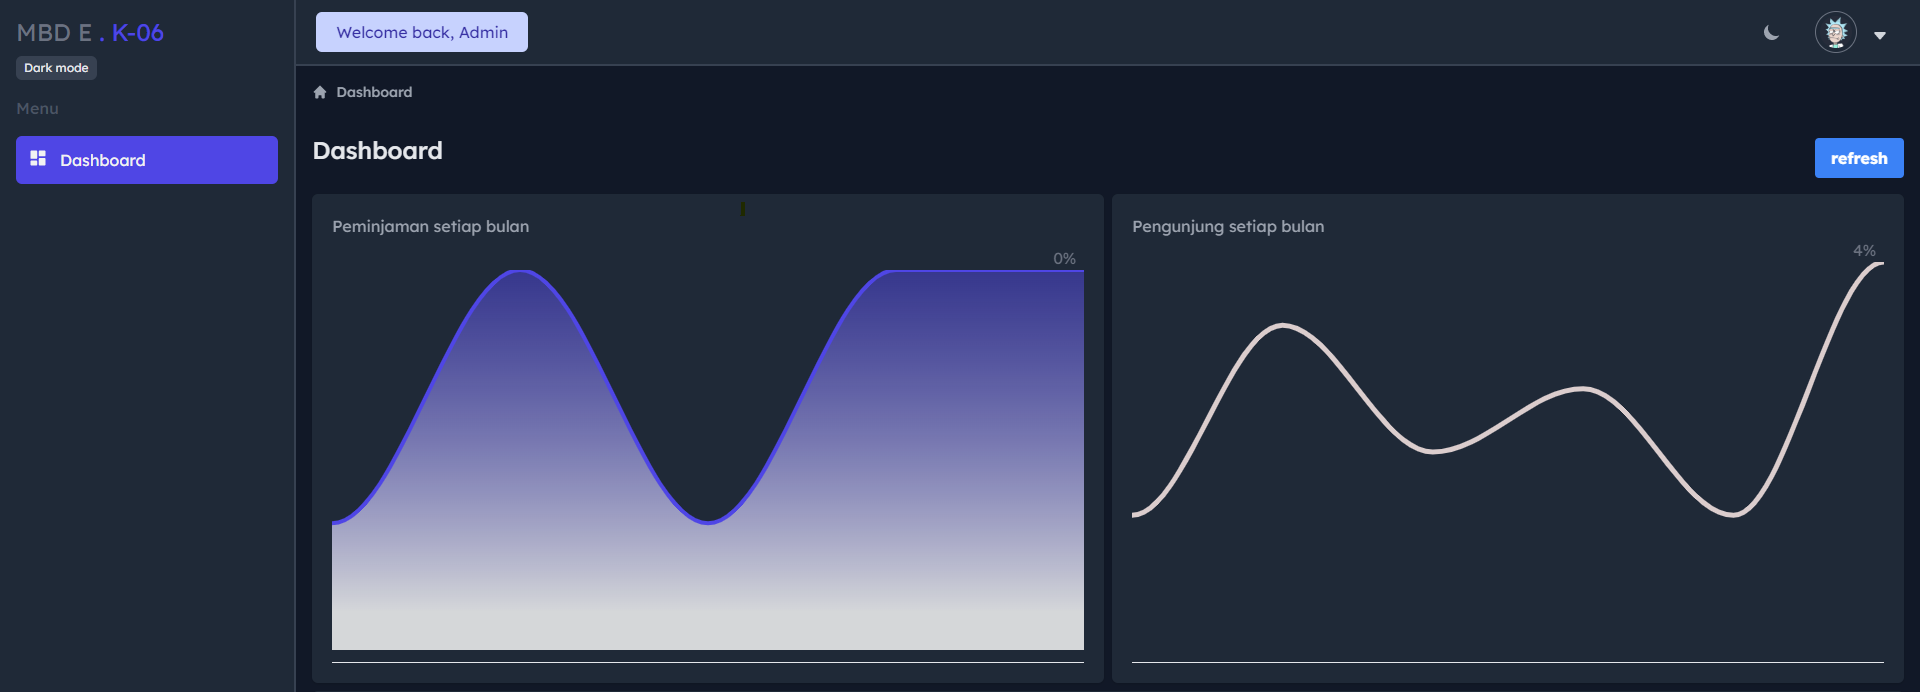 MBD E . K-06
Dark mode
Menu
Dashboard
Welcome back, Admin
Dashboard
Dashboard
refresh
Peminjaman setiap bulan
0%
Pengunjung setiap bulan
4%